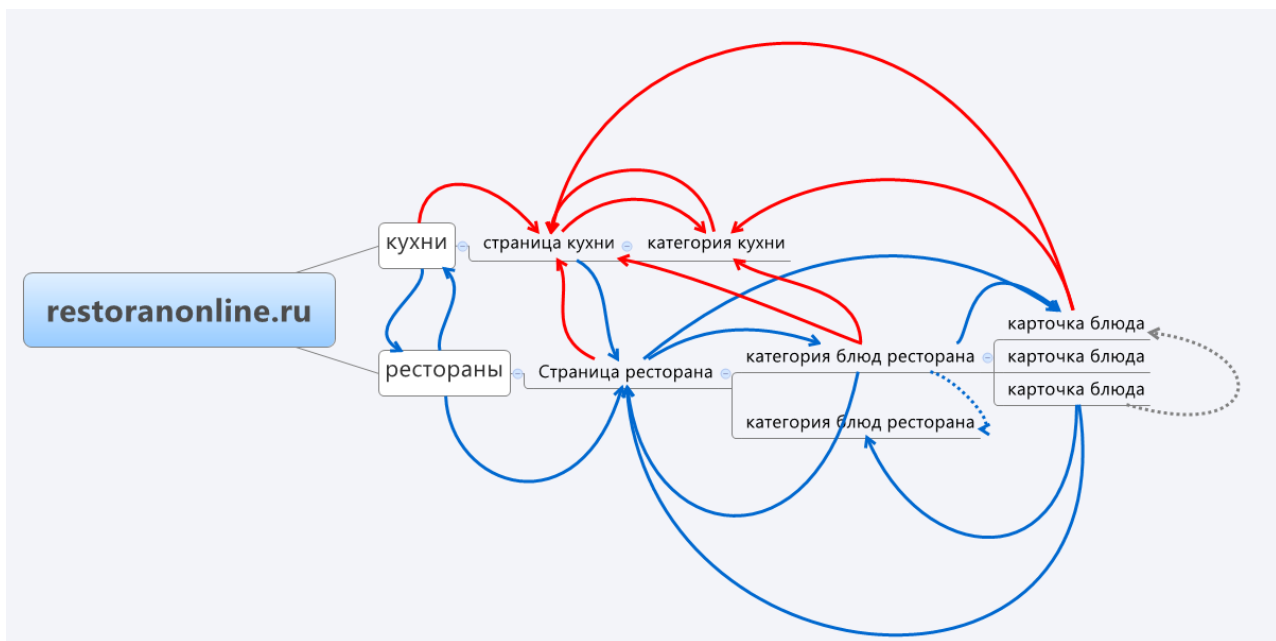 кухни
страница кухни
категория кухни
restoranonline.ru
карточка блюда
рестораны
Страница ресторана
категория блюд ресторана
карточка блюда
карточка блюда
категория блюд ресторана